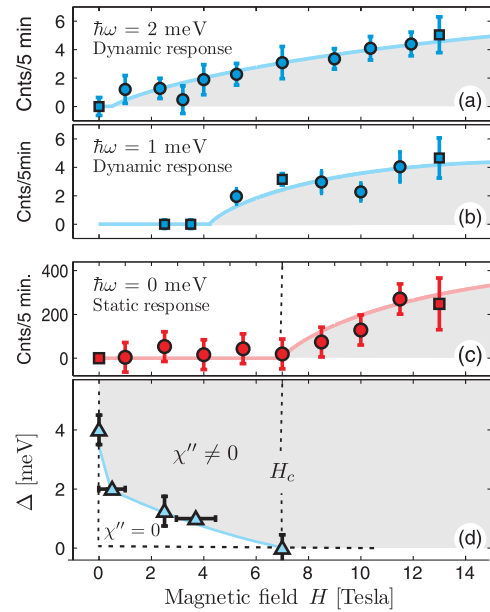 ħω = 2 meV
Dynamic response
(a)
Cnts/5 min
6
4
2
0
ħω = 1 meV
Dynamic response
(b)
Cnts/5min
6
4
2
0
ħω = 0 meV
Static response
(c)
Cnts/5 min.
400
200
0
χ″ ≠ 0
H_c
χ″ = 0
(d)
Δ [meV]
4
2
0
0 2 4 6 8 10 12 14
Magnetic field H [Tesla]